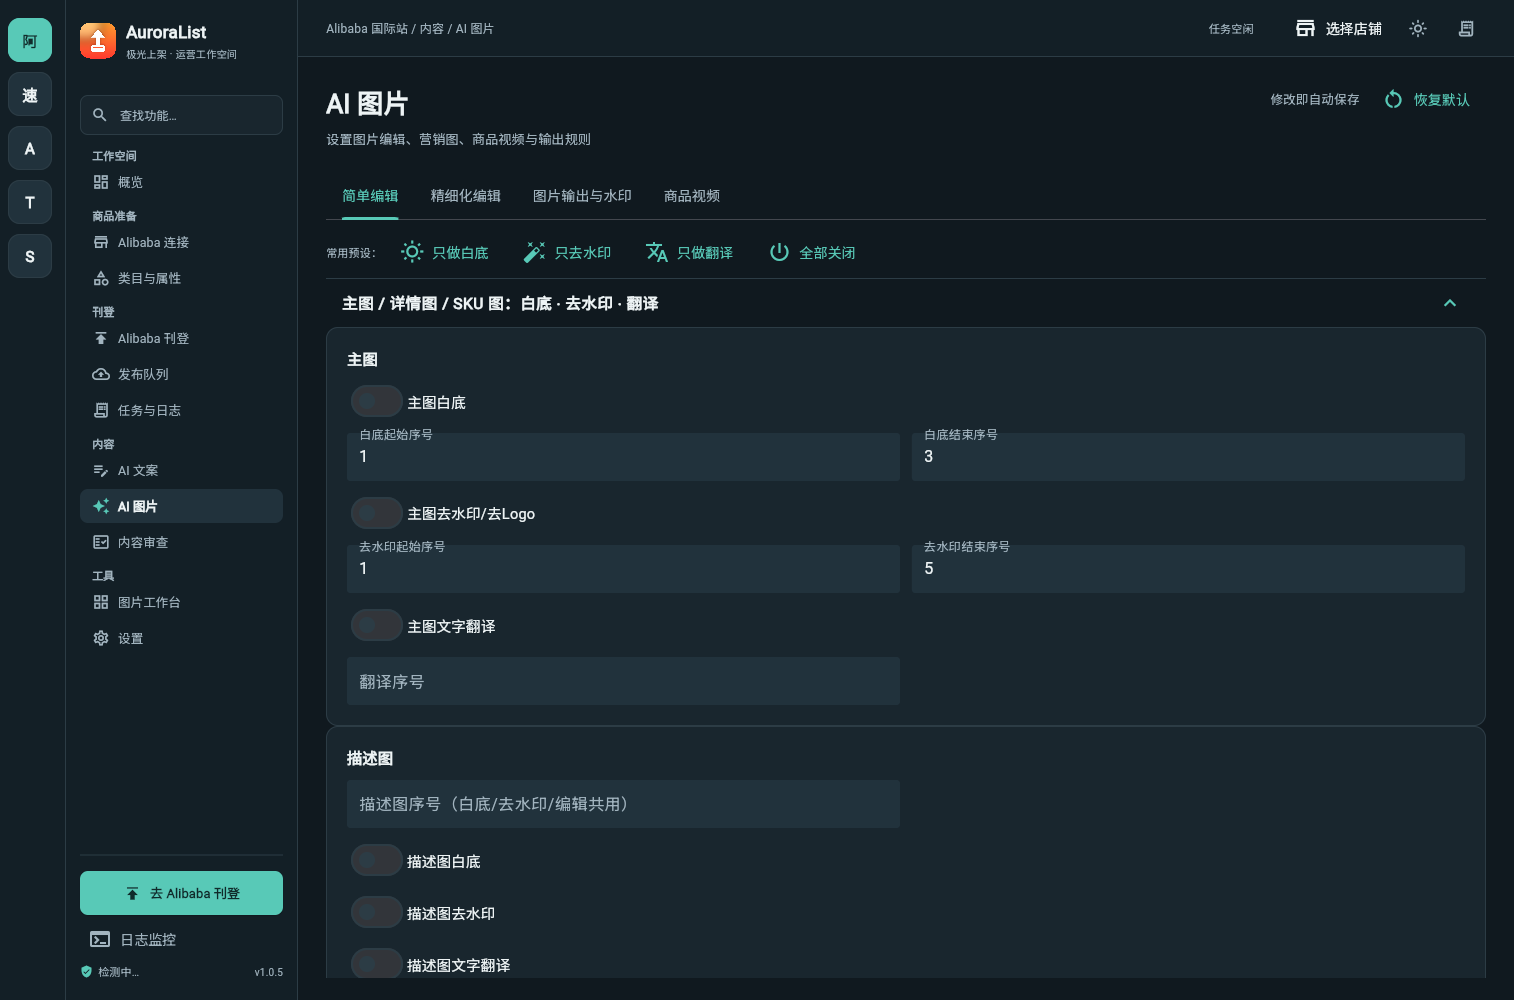 阿
速
A
T
S
AuroraList
极光上架 · 运营工作空间
查找功能...
工作空间
概览
商品准备
Alibaba 连接
类目与属性
刊登
Alibaba 刊登
发布队列
任务与日志
内容
AI 文案
AI 图片
内容审查
工具
图片工作台
设置
去 Alibaba 刊登
日志监控
检测中...
v1.0.5
Alibaba 国际站 / 内容 / AI 图片
任务空闲
选择店铺
AI 图片
设置图片编辑、营销图、商品视频与输出规则
修改即自动保存
恢复默认
简单编辑
精细化编辑
图片输出与水印
商品视频
常用预设：
只做白底
只去水印
只做翻译
全部关闭
主图 / 详情图 / SKU 图：白底 · 去水印 · 翻译
主图
主图白底
白底起始序号
1
白底结束序号
3
主图去水印/去Logo
去水印起始序号
1
去水印结束序号
5
主图文字翻译
翻译序号
描述图
描述图序号（白底/去水印/编辑共用）
描述图白底
描述图去水印
描述图文字翻译